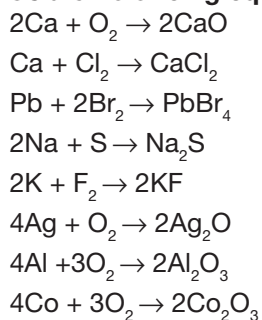 2Ca + O₂ → 2CaO
Ca + Cl₂ → CaCl₂
Pb + 2Br₂ → PbBr₄
2Na + S → Na₂S
2K + F₂ → 2KF
4Ag + O₂ → 2Ag₂O
4Al +3O₂ → 2Al₂O₃
4Co + 3O₂ → 2Co₂O₃